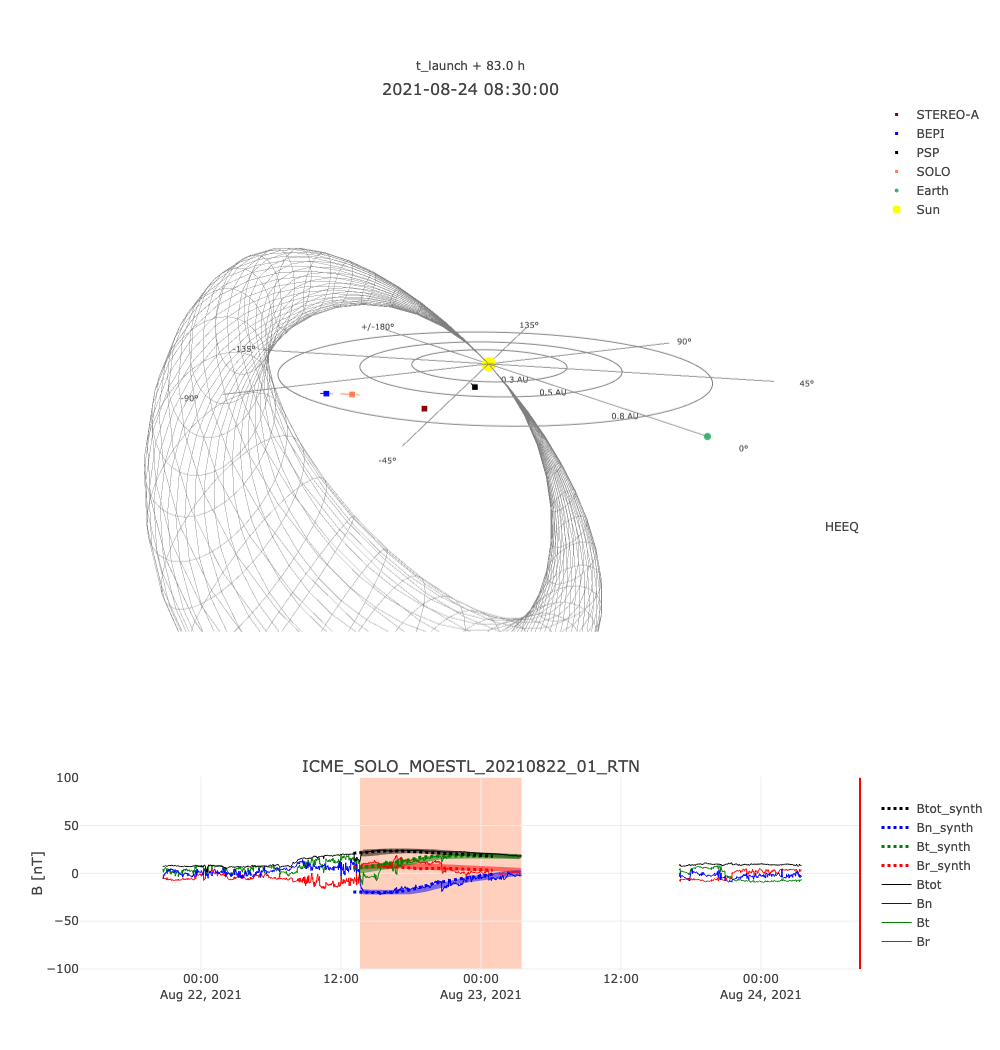 t_launch + 83.0 h
2021-08-24 08:30:00
STEREO-A
BEPI
PSP
SOLO
Earth
Sun
+/-180°
135°
90°
-135°
45°
0.3 AU
0.5 AU
-90°
0.8 AU
0°
-45°
HEEQ
ICME_SOLO_MOESTL_20210822_01_RTN
B [nT]
100
50
0
−50
−100
00:00
Aug 22, 2021
12:00
00:00
Aug 23, 2021
12:00
00:00
Aug 24, 2021
Btot_synth
Bn_synth
Bt_synth
Br_synth
Btot
Bn
Bt
Br